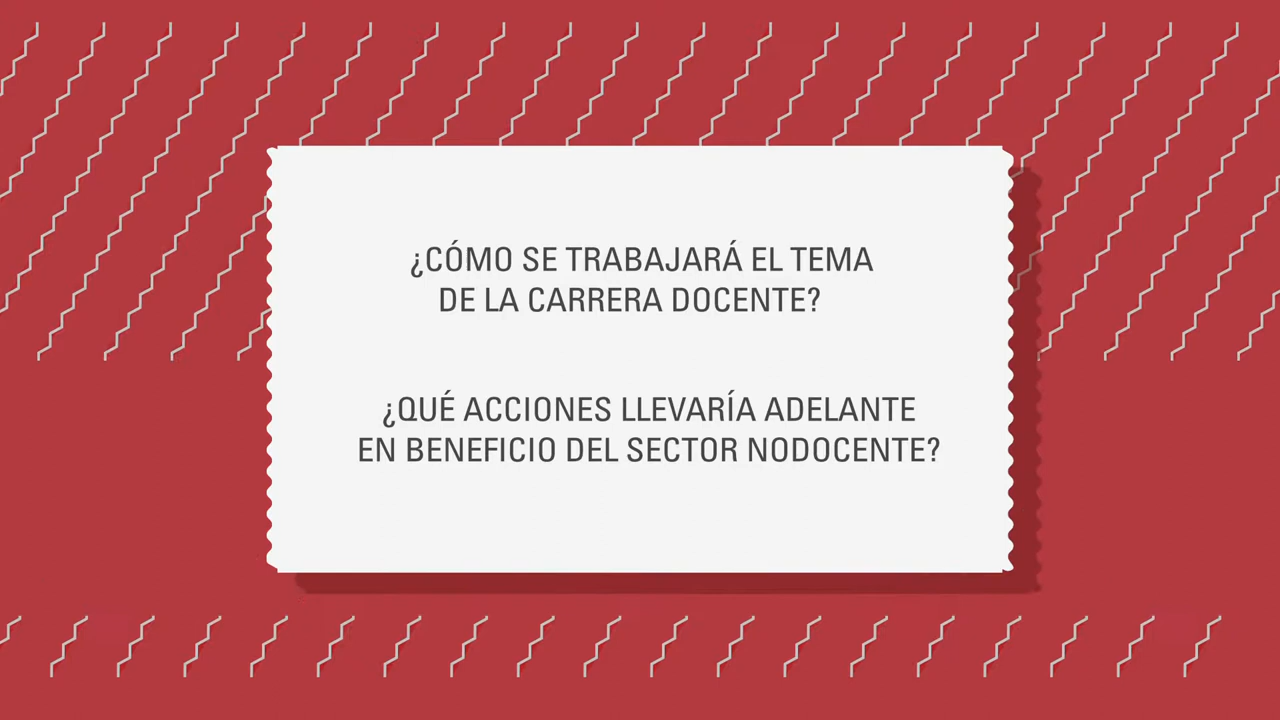 ¿CÓMO SE TRABAJARÁ EL TEMA
DE LA CARRERA DOCENTE?
¿QUÉ ACCIONES LLEVARÍA ADELANTE
EN BENEFICIO DEL SECTOR NODOCENTE?